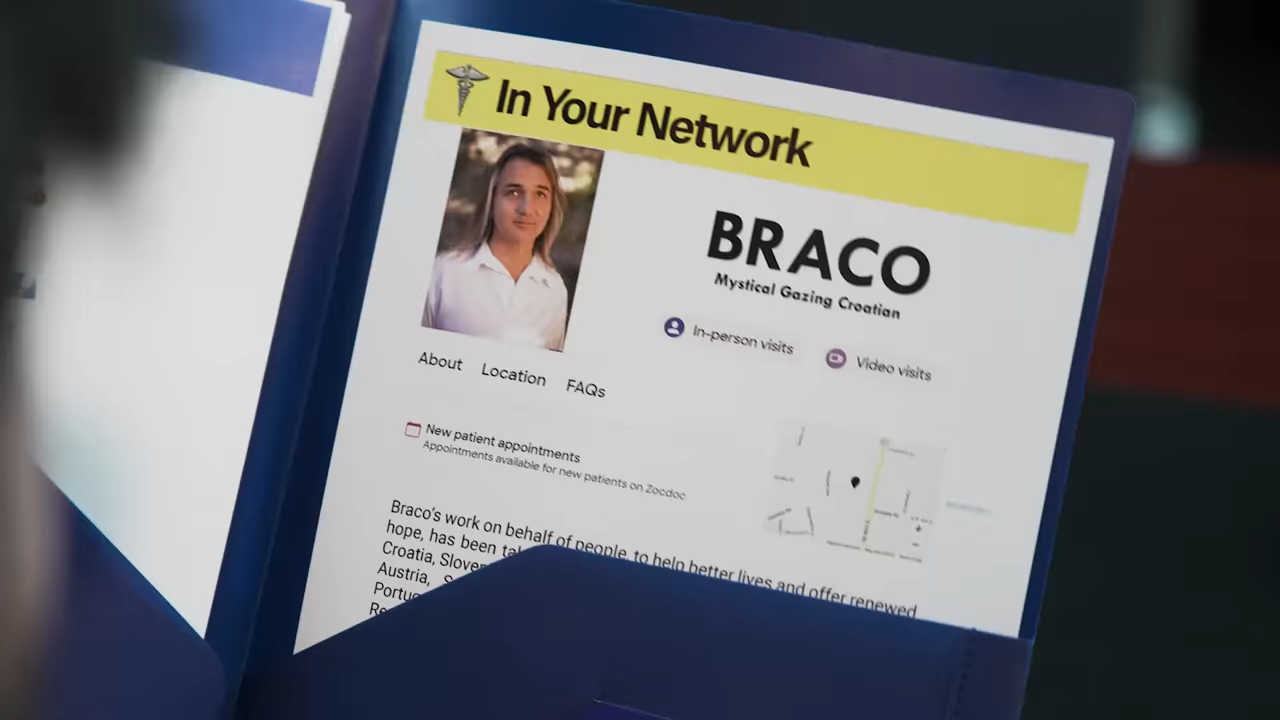 In Your Network
BRACO
Mystical Gazing Croatian
In-person visits
Video visits
About Location FAQs
New patient appointments
Appointments available for new patients on Zocdoc
Braco's work on behalf of people, to help better lives and offer renewed
hope, has been
Croatia,
Austria,